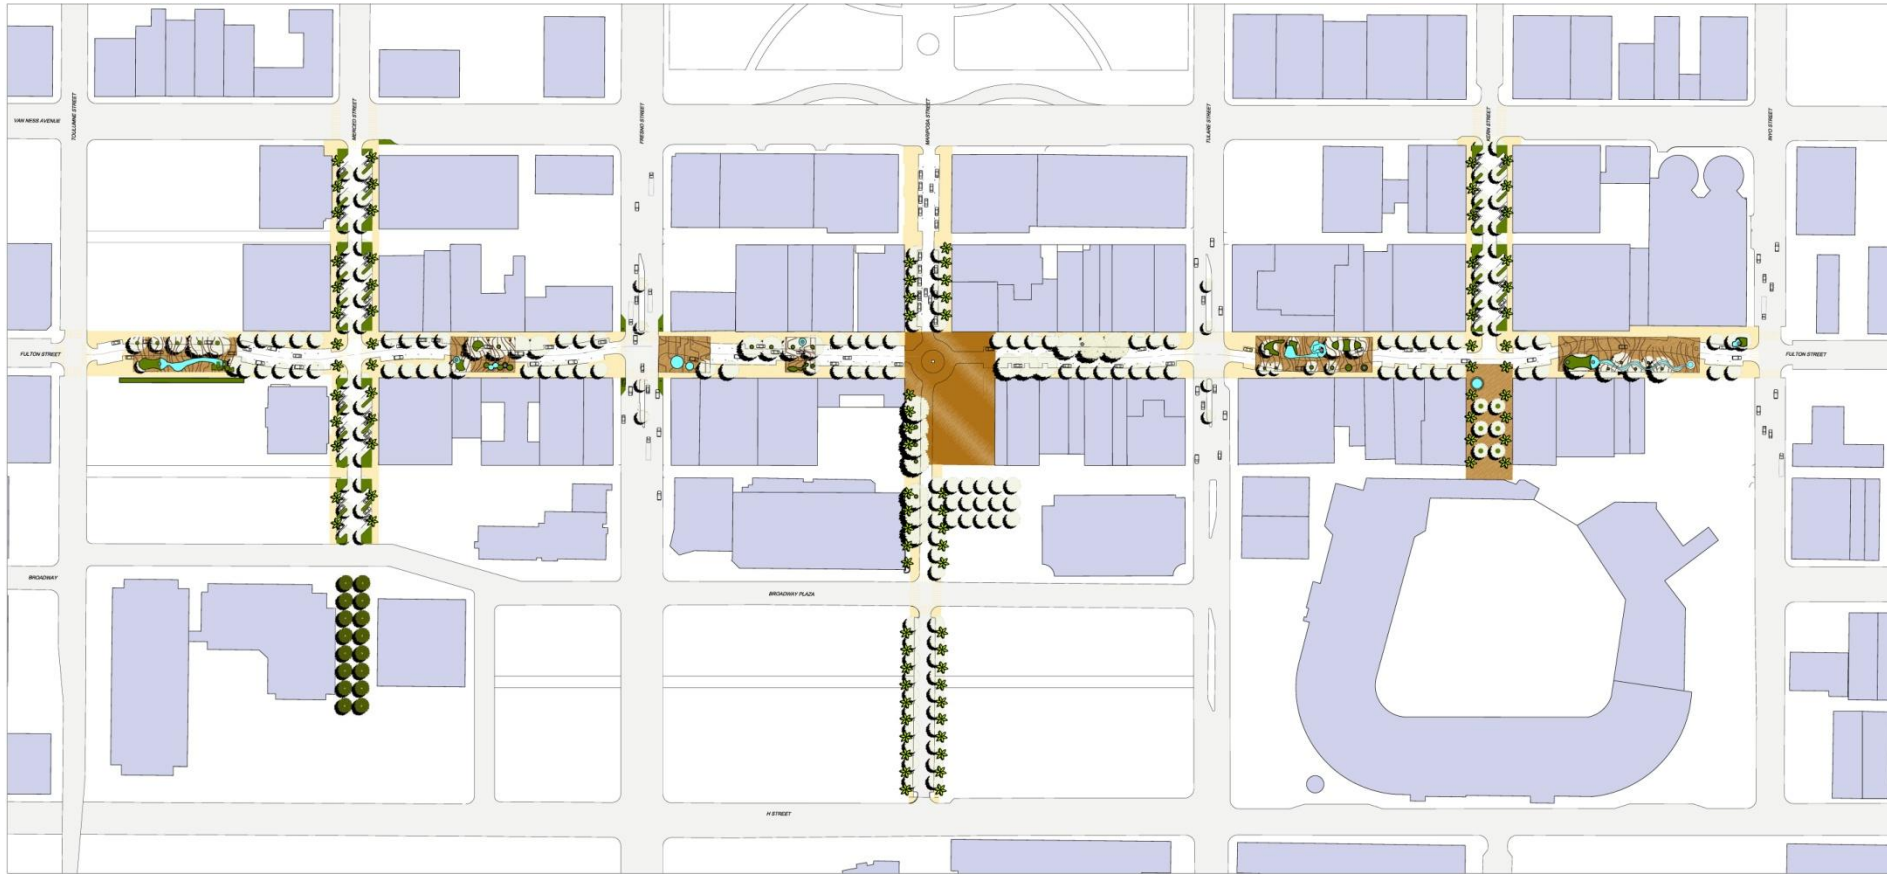 VAN NESS AVENUE
TUOLUMNE STREET
MERCED STREET
FRESNO STREET
MARIPOSA STREET
TULARE STREET
KERN STREET
INYO STREET
FULTON STREET
FULTON STREET
BROADWAY
BROADWAY PLAZA
H STREET